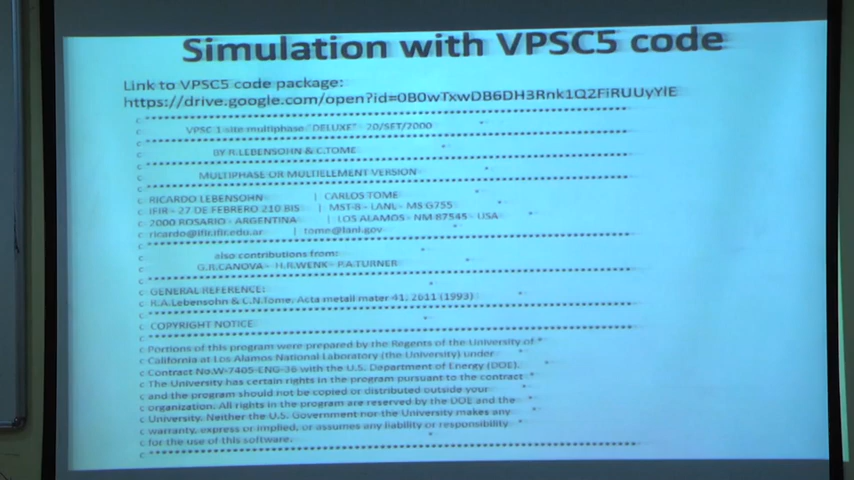 Simulation with VPSC5 code
Link to VPSC5 code package:
https://drive.google.com/open?id=0B0wTxwDB6DH3Rnk1Q2FiRUUyYlE
c ****
c VPSC 1-site multiphase "DELUXE" - 20/SET/2000 *
c ****
c BY R.LEBENSOHN & C.TOME *
c ****
c MULTIPHASE OR MULTIELEMENT VERSION *
c ****
c RICARDO LEBENSOHN | CARLOS TOME *
c IFIR - 27 DE FEBRERO 210 BIS | MST-8 - LANL - MS G755 *
c 2000 ROSARIO - ARGENTINA | LOS ALAMOS - NM 87545 - USA *
c ricardo@ifir.ifir.edu.ar | tome@lanl.gov *
c ****
c also contributions from: *
c G.R.CANOVA - H.R.WENK - P.A.TURNER *
c ****
c GENERAL REFERENCE: *
c R.A.Lebensohn & C.N.Tome, Acta metall mater 41, 2611 (1993) *
c ****
c COPYRIGHT NOTICE *
c ****
c Portions of this program were prepared by the Regents of the University of *
c California at Los Alamos National Laboratory (the University) under *
c Contract No.W-7405-ENG-36 with the U.S. Department of Energy (DOE). *
c The University has certain rights in the program pursuant to the contract *
c and the program should not be copied or distributed outside your *
c organization. All rights in the program are reserved by the DOE and the *
c University. Neither the U.S. Government nor the University makes any *
c warranty, express or implied, or assumes any liability or responsibility *
c for the use of this software. *
c ****